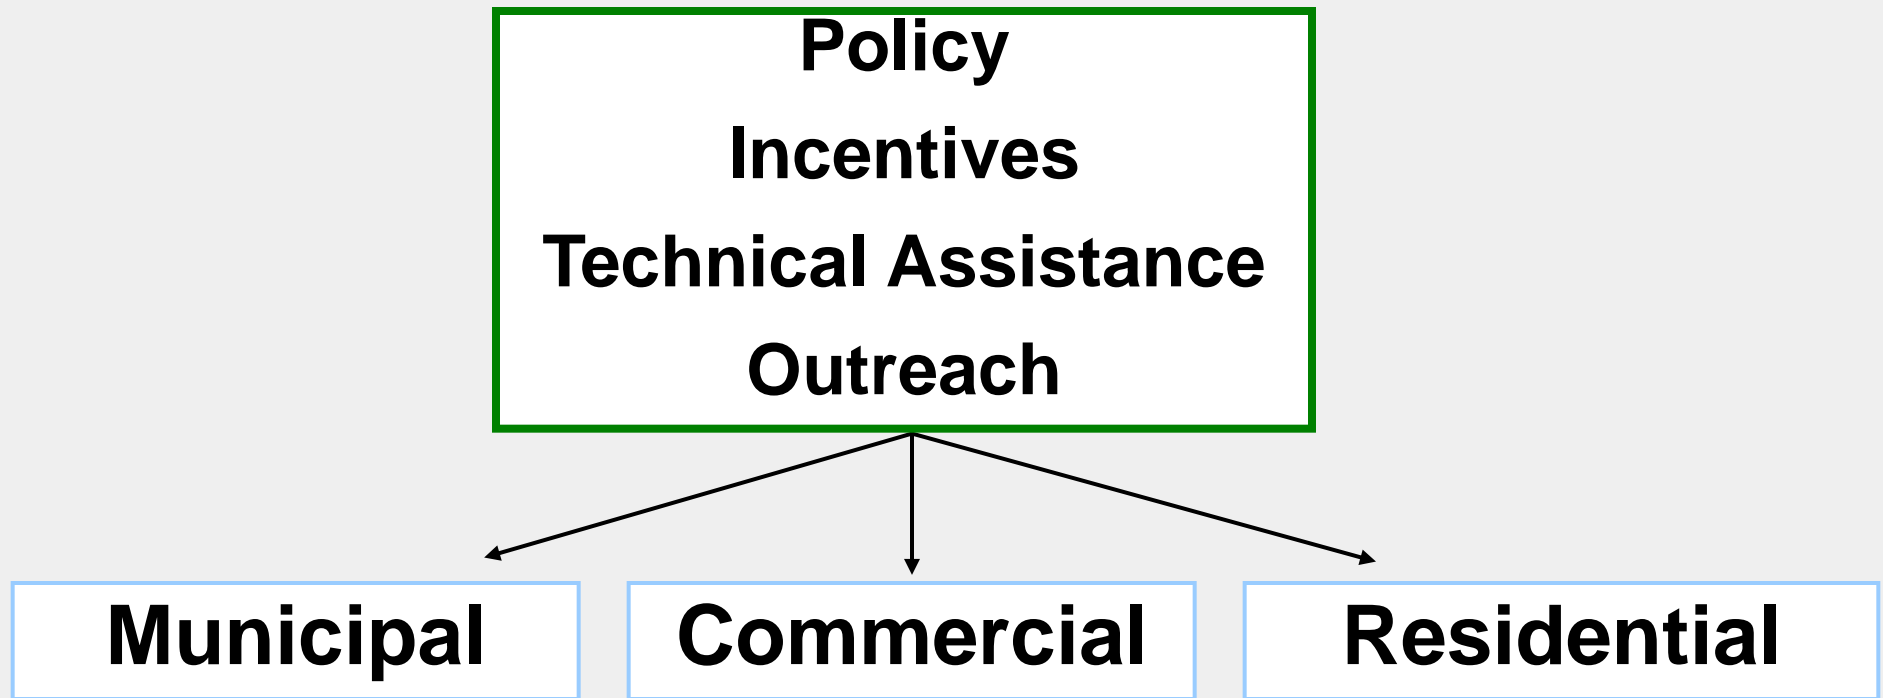 Policy
Incentives
Technical Assistance
Outreach
Municipal
Commercial
Residential